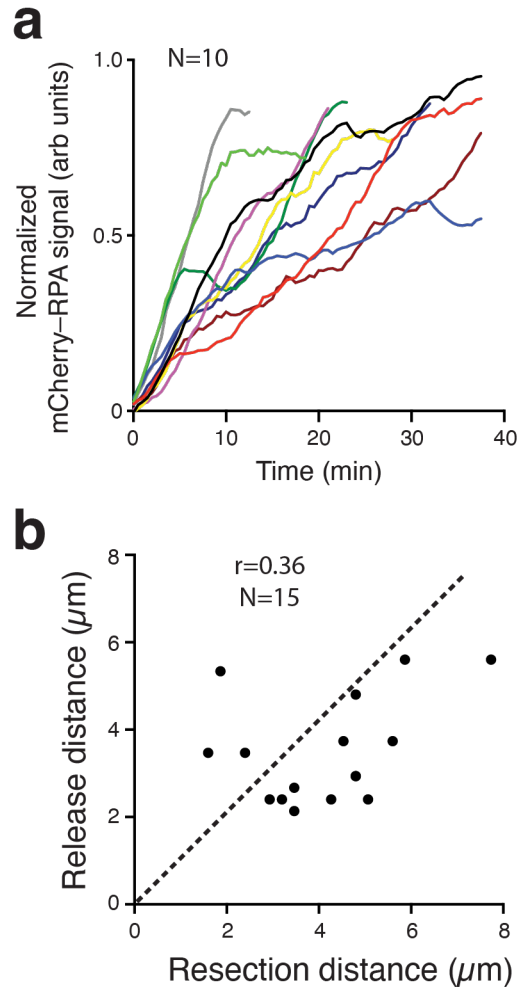 a
N=10
1.0
0.5
0
Normalized
mCherry–RPA signal (arb units)
0 10 20 30 40
Time (min)
b
r=0.36
N=15
8
6
4
2
0
Release distance (µm)
0 2 4 6 8
Resection distance (µm)